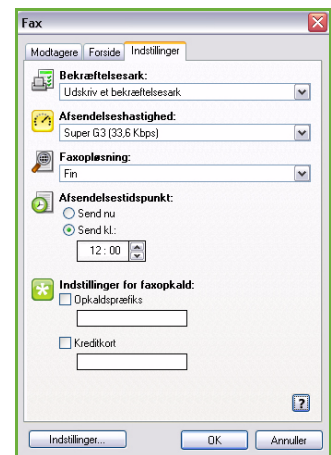 Fax
Modtagere Forside Indstillinger
Bekræftelsesark:
Udskriv et bekræftelsesark
Afsendelseshastighed:
Super G3 (33,6 Kbps)
Faxopløsning:
Fin
Afsendelsestidspunkt:
Send nu
Send kl.:
12:00
Indstillinger for faxopkald:
Opkaldspræfiks
Kreditkort
?
Indstillinger... OK Annuller